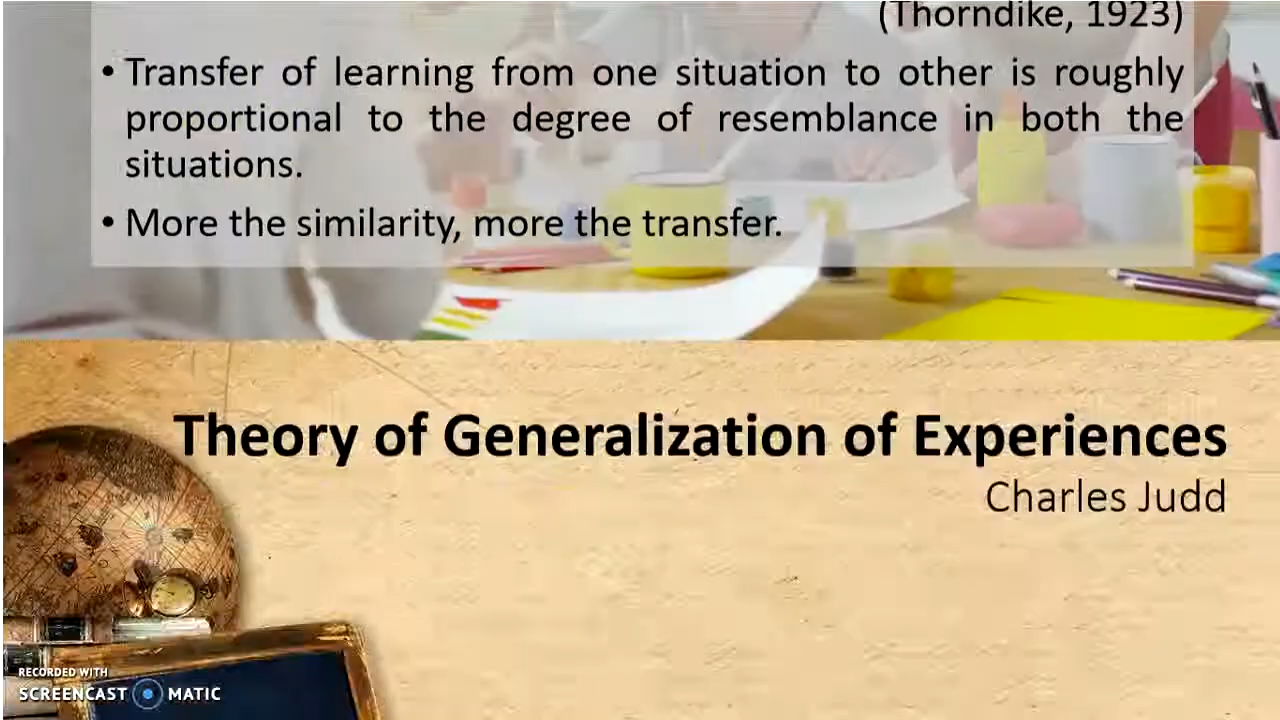 (Thorndike, 1923)
• Transfer of learning from one situation to other is roughly
proportional to the degree of resemblance in both the
situations.
• More the similarity, more the transfer.
Theory of Generalization of Experiences
Charles Judd
RECORDED WITH
SCREENCAST MATIC